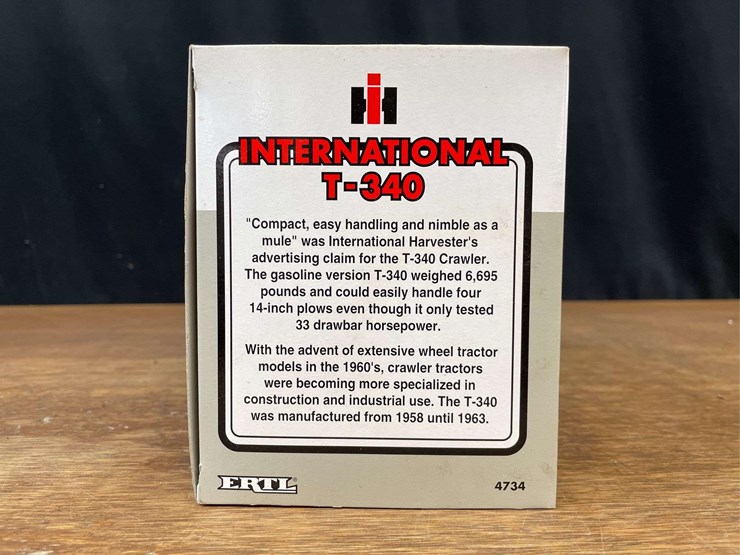 IH
INTERNATIONAL
T-340
"Compact, easy handling and nimble as a
mule" was International Harvester's
advertising claim for the T-340 Crawler.
The gasoline version T-340 weighed 6,695
pounds and could easily handle four
14-inch plows even though it only tested
33 drawbar horsepower.
With the advent of extensive wheel tractor
models in the 1960's, crawler tractors
were becoming more specialized in
construction and industrial use. The T-340
was manufactured from 1958 until 1963.
ERTL®
4734